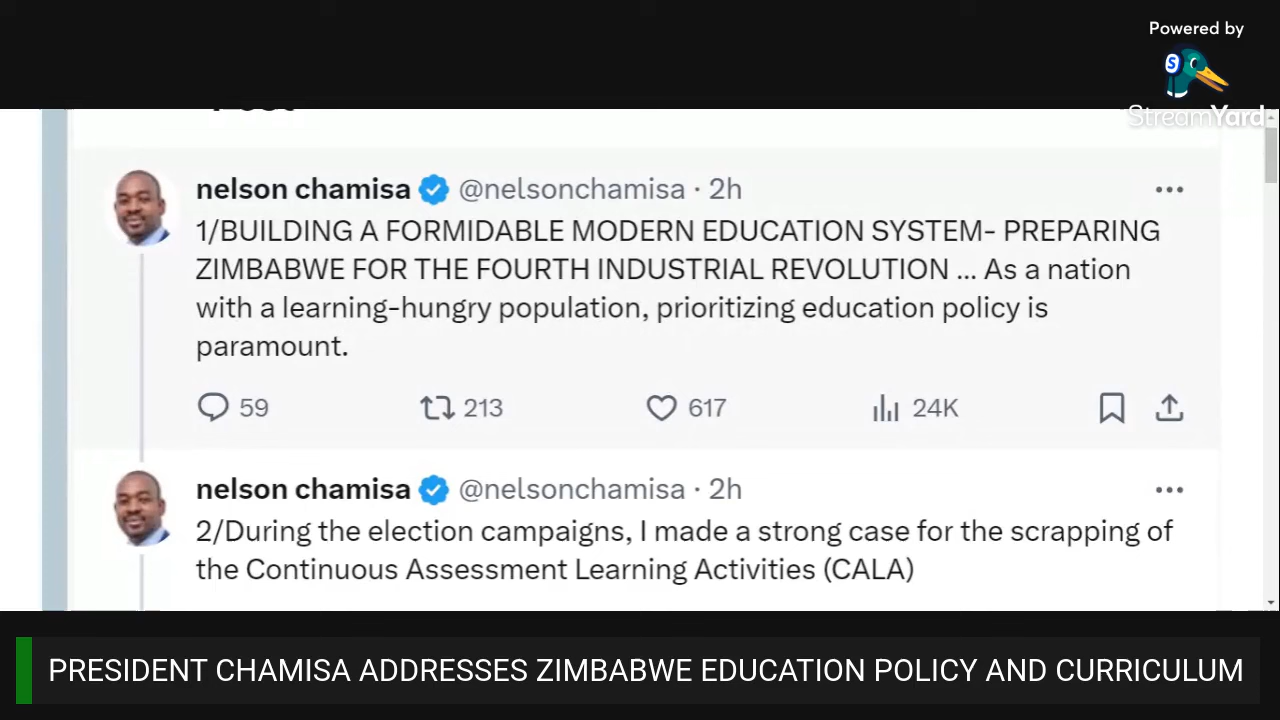 Powered by
S
StreamYard
Post
nelson chamisa @nelsonchamisa · 2h
1/BUILDING A FORMIDABLE MODERN EDUCATION SYSTEM- PREPARING
ZIMBABWE FOR THE FOURTH INDUSTRIAL REVOLUTION ... As a nation
with a learning-hungry population, prioritizing education policy is
paramount.
59 213 617 24K
nelson chamisa @nelsonchamisa · 2h
2/During the election campaigns, I made a strong case for the scrapping of
the Continuous Assessment Learning Activities (CALA)
PRESIDENT CHAMISA ADDRESSES ZIMBABWE EDUCATION POLICY AND CURRICULUM